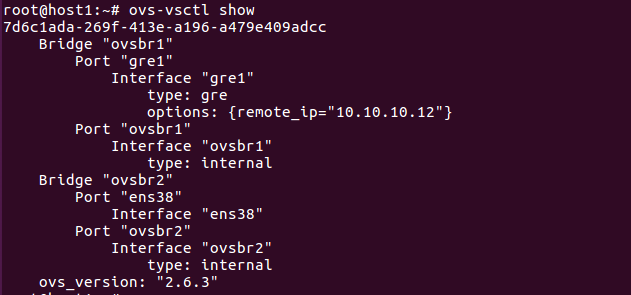 root@host1:~# ovs-vsctl show
7d6c1ada-269f-413e-a196-a479e409adcc
    Bridge "ovsbr1"
        Port "gre1"
            Interface "gre1"
                type: gre
                options: {remote_ip="10.10.10.12"}
        Port "ovsbr1"
            Interface "ovsbr1"
                type: internal
    Bridge "ovsbr2"
        Port "ens38"
            Interface "ens38"
        Port "ovsbr2"
            Interface "ovsbr2"
                type: internal
    ovs_version: "2.6.3"